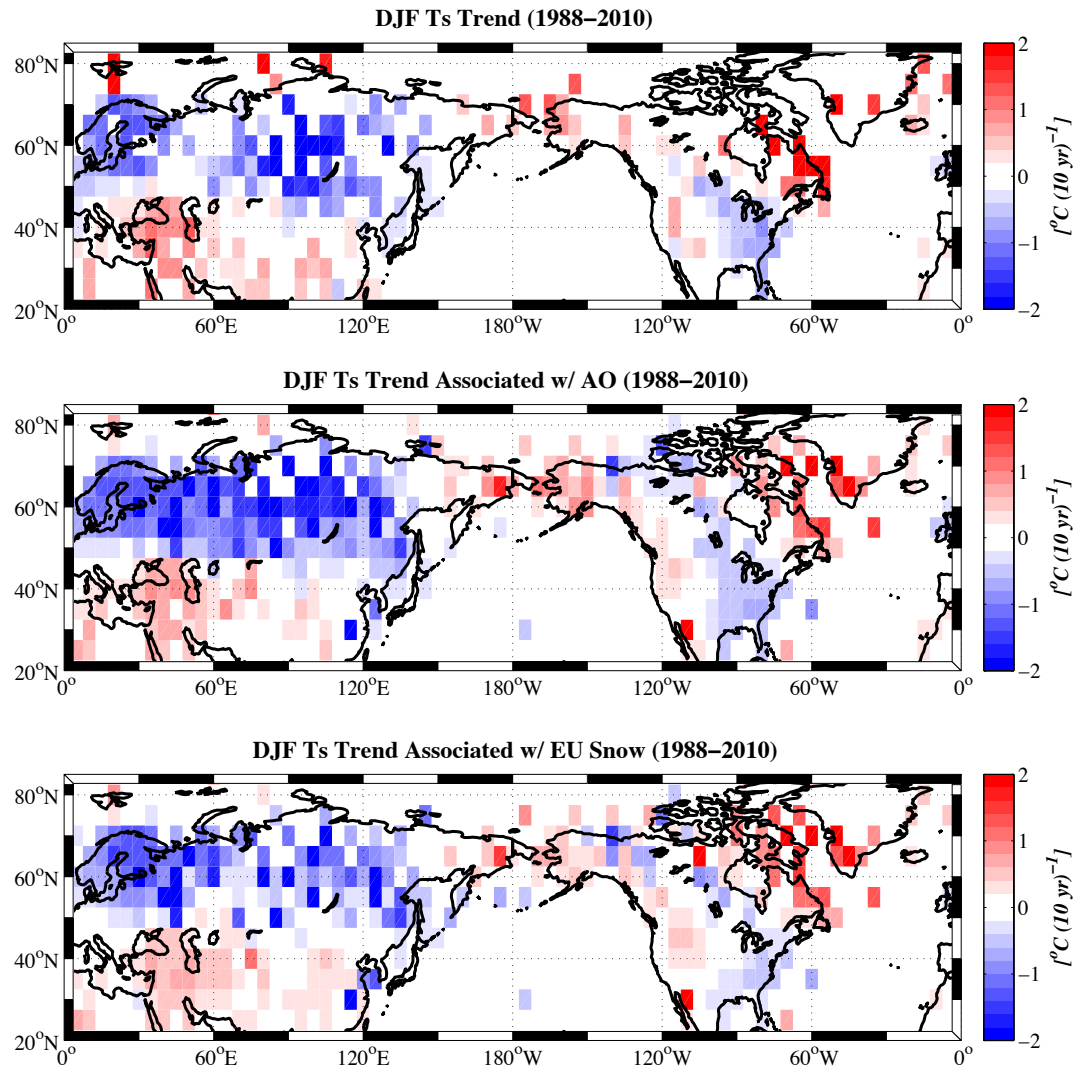 DJF Ts Trend (1988−2010)
80°N
60°N
40°N
20°N
0° 60°E 120°E 180°W 120°W 60°W 0°
2
1
0
−1
−2
[°C (10 yr)⁻¹]
DJF Ts Trend Associated w/ AO (1988−2010)
80°N
60°N
40°N
20°N
0° 60°E 120°E 180°W 120°W 60°W 0°
2
1
0
−1
−2
[°C (10 yr)⁻¹]
DJF Ts Trend Associated w/ EU Snow (1988−2010)
80°N
60°N
40°N
20°N
0° 60°E 120°E 180°W 120°W 60°W 0°
2
1
0
−1
−2
[°C (10 yr)⁻¹]